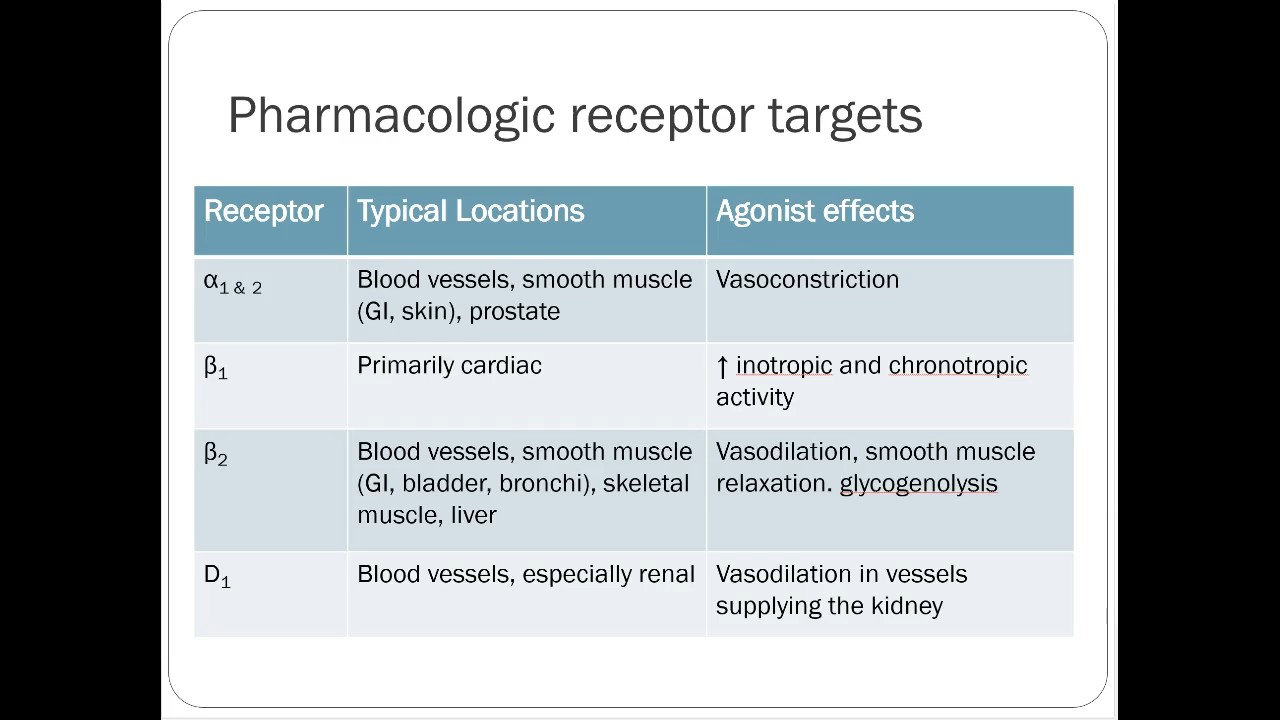 Pharmacologic receptor targets
Receptor Typical Locations Agonist effects
α1 & 2 Blood vessels, smooth muscle Vasoconstriction
(GI, skin), prostate
β1 Primarily cardiac ↑ inotropic and chronotropic
activity
β2 Blood vessels, smooth muscle Vasodilation, smooth muscle
(GI, bladder, bronchi), skeletal relaxation. glycogenolysis
muscle, liver
D1 Blood vessels, especially renal Vasodilation in vessels
supplying the kidney